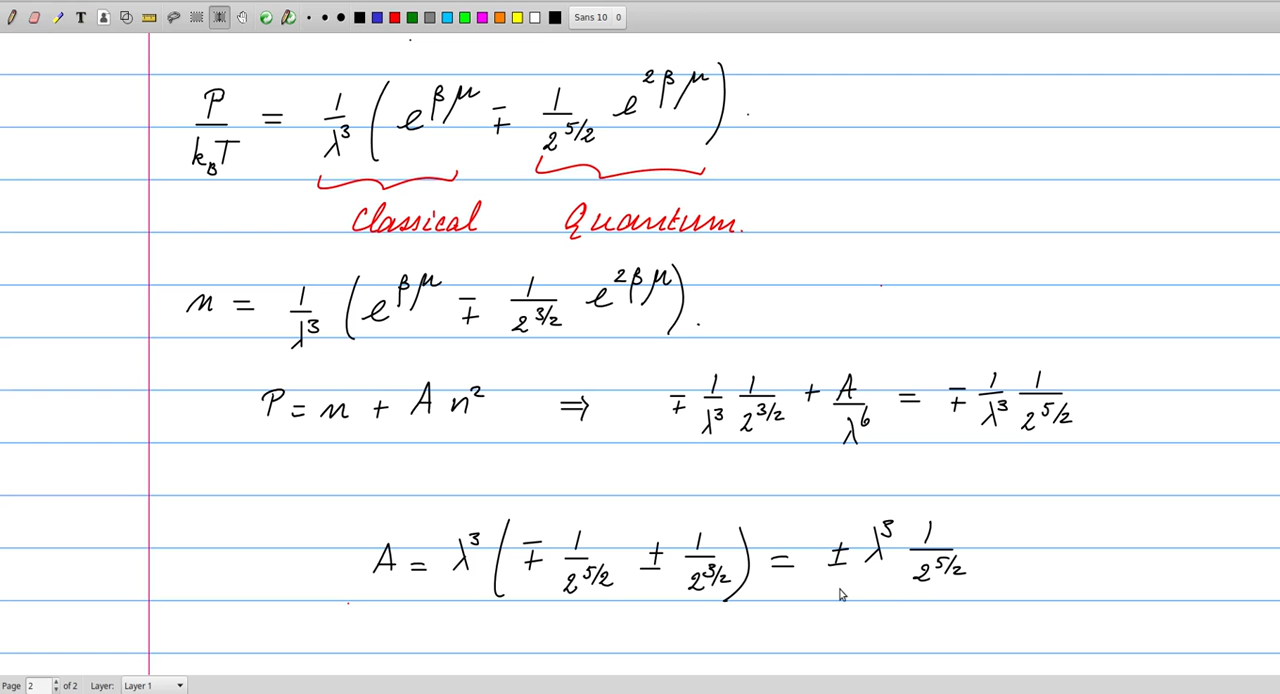 Sans 10 0
P/k_BT = 1/λ³ ( e^{βμ} ∓ 1/2^{5/2} e^{2βμ} ) .
Classical Quantum.
n = 1/λ³ ( e^{βμ} ∓ 1/2^{3/2} e^{2βμ} ) .
P = n + A n² ⇒ ∓ 1/λ³ 1/2^{3/2} + A/λ⁶ = ∓ 1/λ³ 1/2^{5/2}
A = λ³ ( ∓ 1/2^{5/2} ± 1/2^{3/2} ) = ± λ³ 1/2^{5/2}
Page 2 of 2 Layer: Layer 1